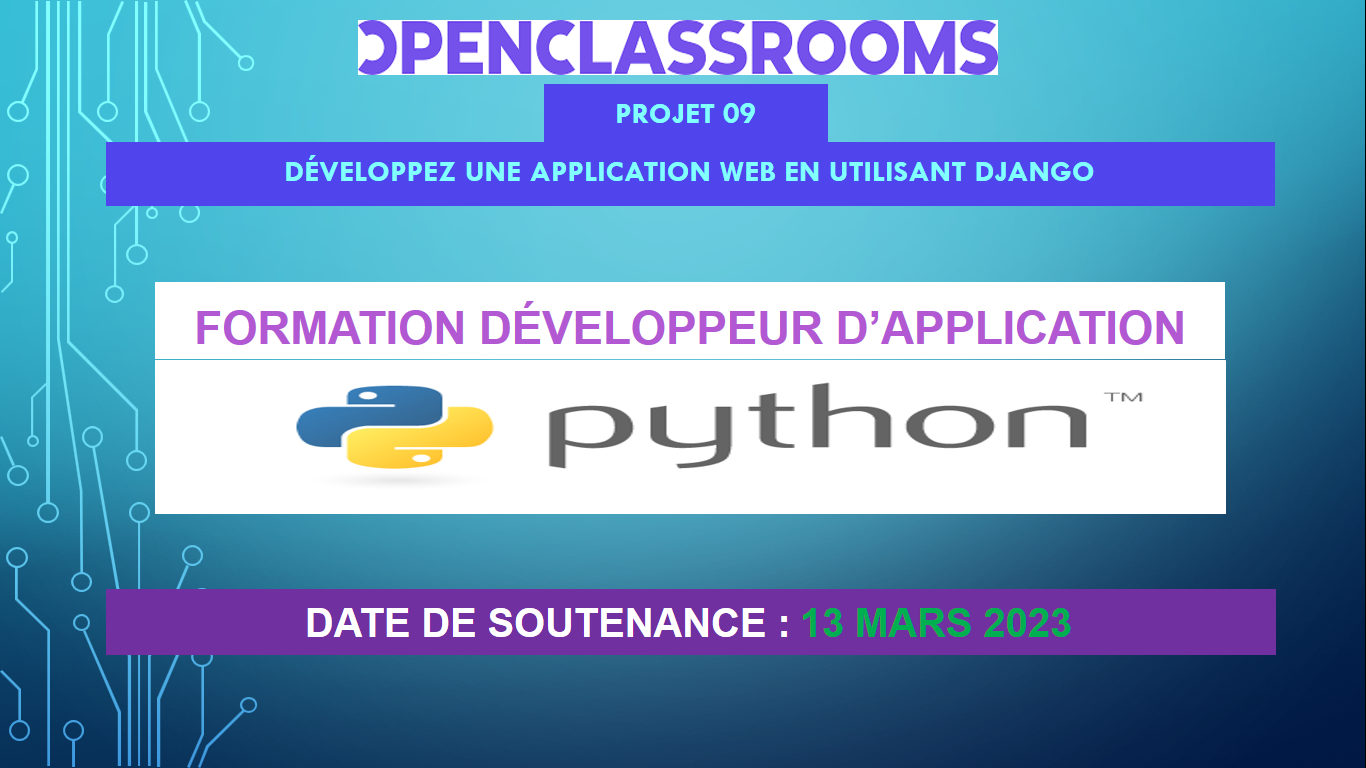 OPENCLASSROOMS
PROJET 09
DÉVELOPPEZ UNE APPLICATION WEB EN UTILISANT DJANGO
FORMATION DÉVELOPPEUR D’APPLICATION
python™
DATE DE SOUTENANCE : 13 MARS 2023